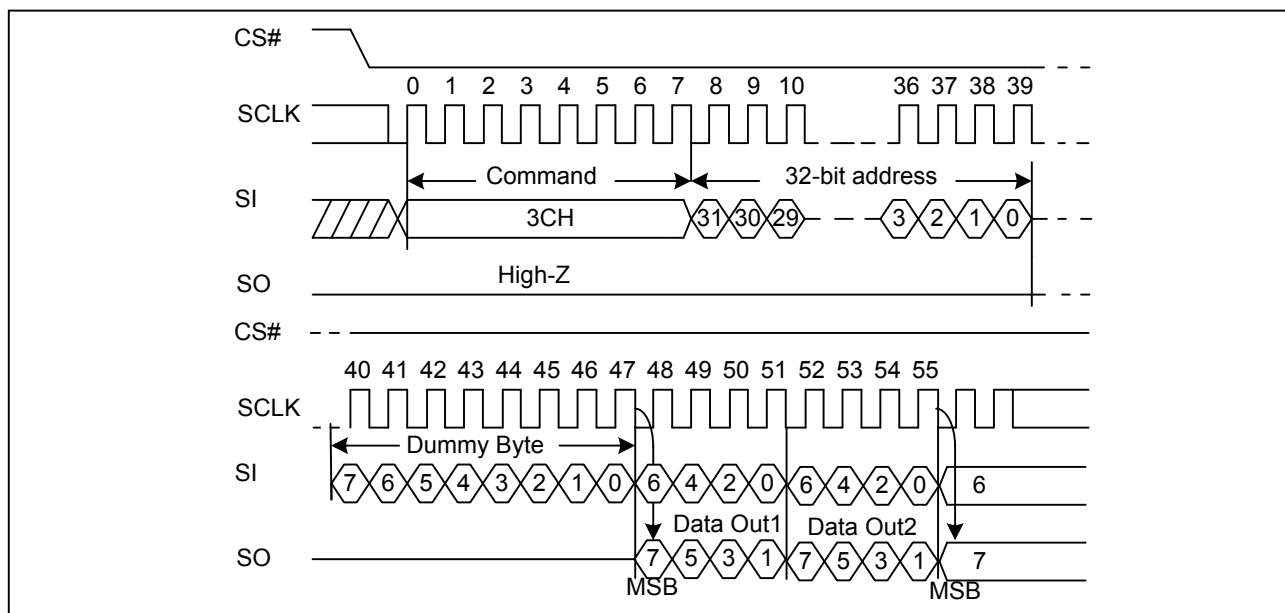 CS#
0 1 2 3 4 5 6 7 8 9 10 36 37 38 39
SCLK
Command 32-bit address
SI
3CH 31 30 29 3 2 1 0
High-Z
SO
CS#
40 41 42 43 44 45 46 47 48 49 50 51 52 53 54 55
SCLK
Dummy Byte
SI
7 6 5 4 3 2 1 0 6 4 2 0 6 4 2 0 6
Data Out1 Data Out2
SO
7 5 3 1 7 5 3 1 7
MSB MSB